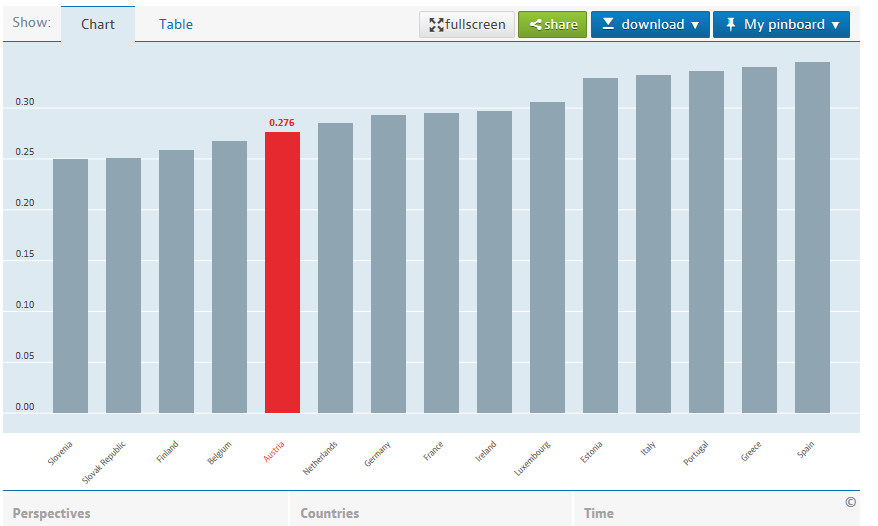 Show: Chart Table fullscreen share download My pinboard
0.276
0.30
0.25
0.20
0.15
0.10
0.05
0.00
Slovenia
Slovak Republic
Finland
Belgium
Austria
Netherlands
Germany
France
Ireland
Luxembourg
Estonia
Italy
Portugal
Greece
Spain
©
Perspectives Countries Time